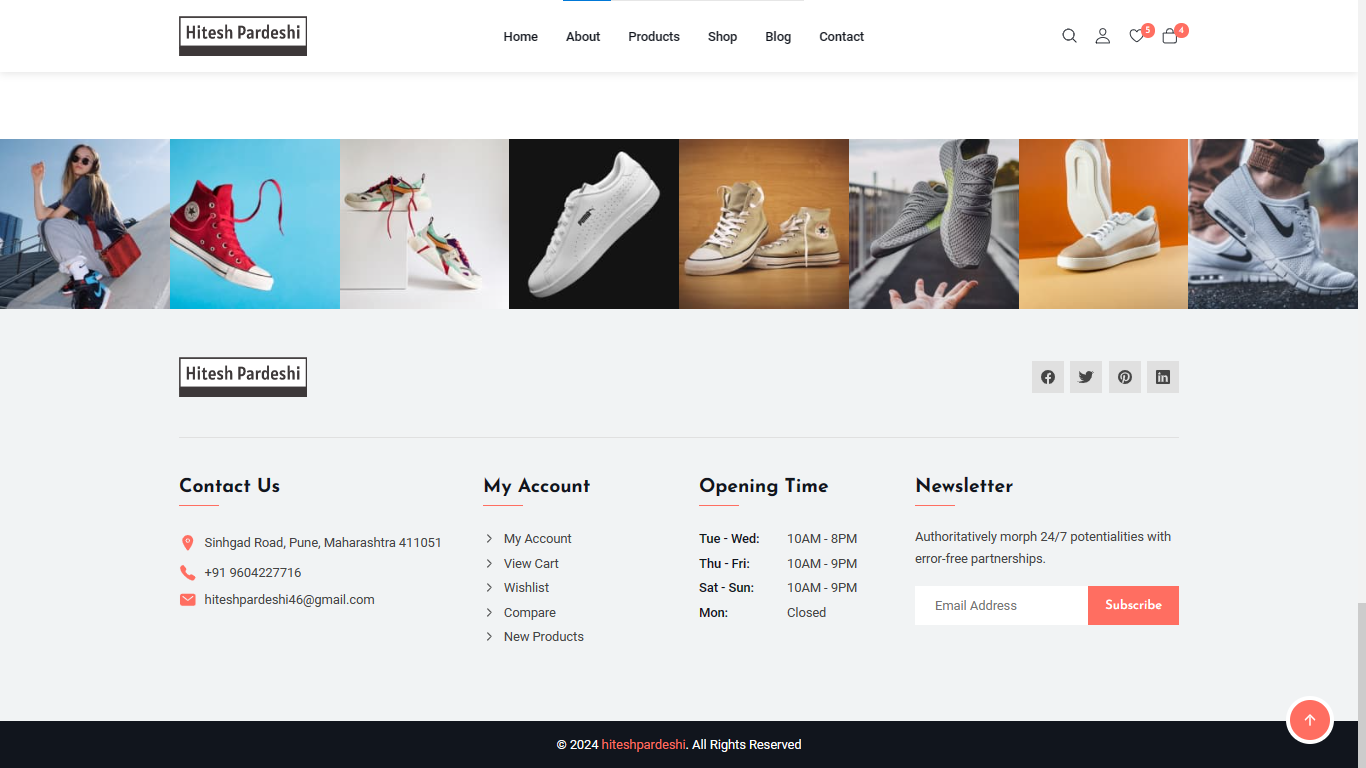 Hitesh Pardeshi
Home About Products Shop Blog Contact
5 4
PUMA
Hitesh Pardeshi
Contact Us
Sinhgad Road, Pune, Maharashtra 411051
+91 9604227716
hiteshpardeshi46@gmail.com
My Account
My Account
View Cart
Wishlist
Compare
New Products
Opening Time
Tue - Wed: 10AM - 8PM
Thu - Fri: 10AM - 9PM
Sat - Sun: 10AM - 9PM
Mon: Closed
Newsletter
Authoritatively morph 24/7 potentialities with
error-free partnerships.
Email Address Subscribe
© 2024 hiteshpardeshi. All Rights Reserved